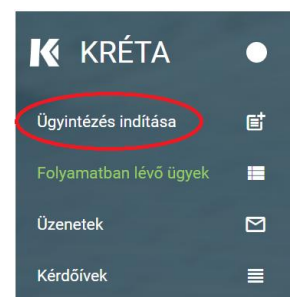 KRÉTA
Ügyintézés indítása
Folyamatban lévő ügyek
Üzenetek
Kérdőívek